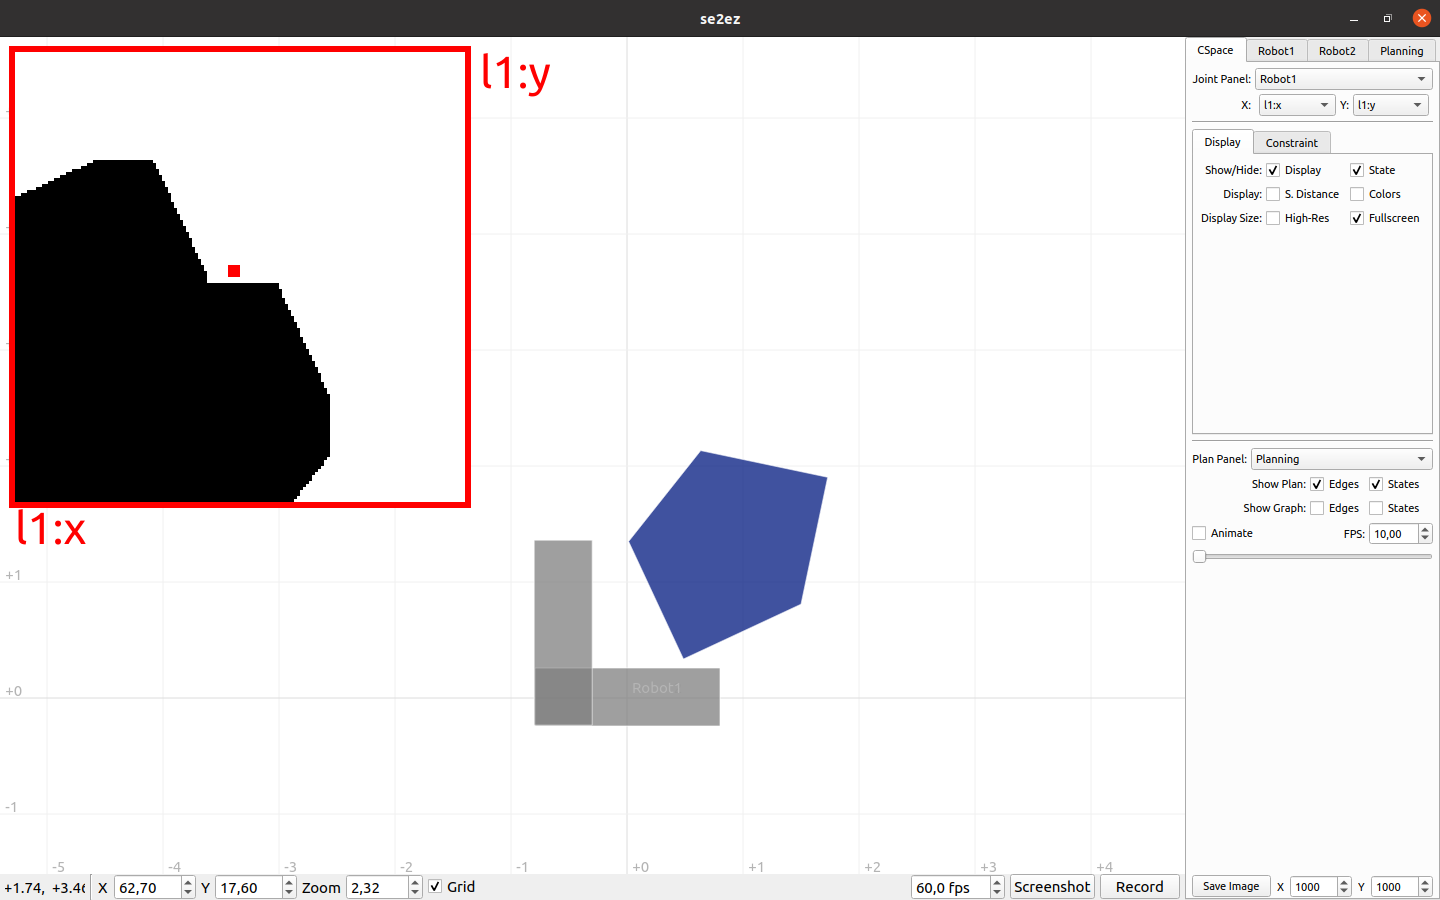 se2ez
l1:y
l1:x
+1
+0
-1
-5
-4
-3
-2
-1
+0
+1
+2
+3
+4
Robot1
CSpace
Robot1
Robot2
Planning
Joint Panel: Robot1
X: l1:x Y: l1:y
Display
Constraint
Show/Hide: Display State
Display: S. Distance Colors
Display Size: High-Res Fullscreen
Plan Panel: Planning
Show Plan: Edges States
Show Graph: Edges States
Animate FPS: 10,00
+1.74, +3.46 X 62,70 Y 17,60 Zoom 2,32 Grid 60,0 fps Screenshot Record
Save Image X 1000 Y 1000